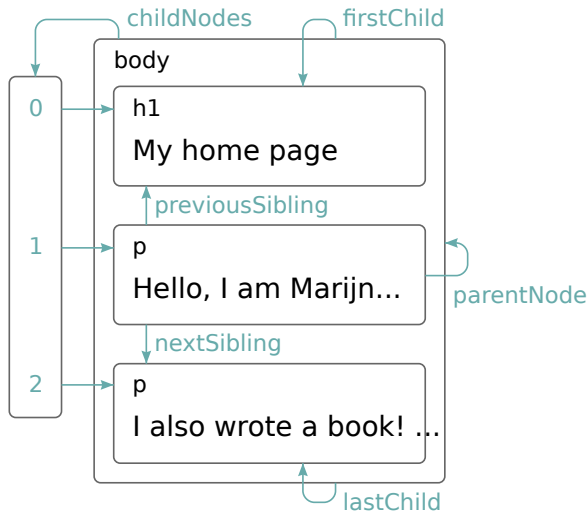 childNodes
firstChild
body
0
h1
My home page
previousSibling
1
p
Hello, I am Marijn...
parentNode
nextSibling
2
p
I also wrote a book! ...
lastChild